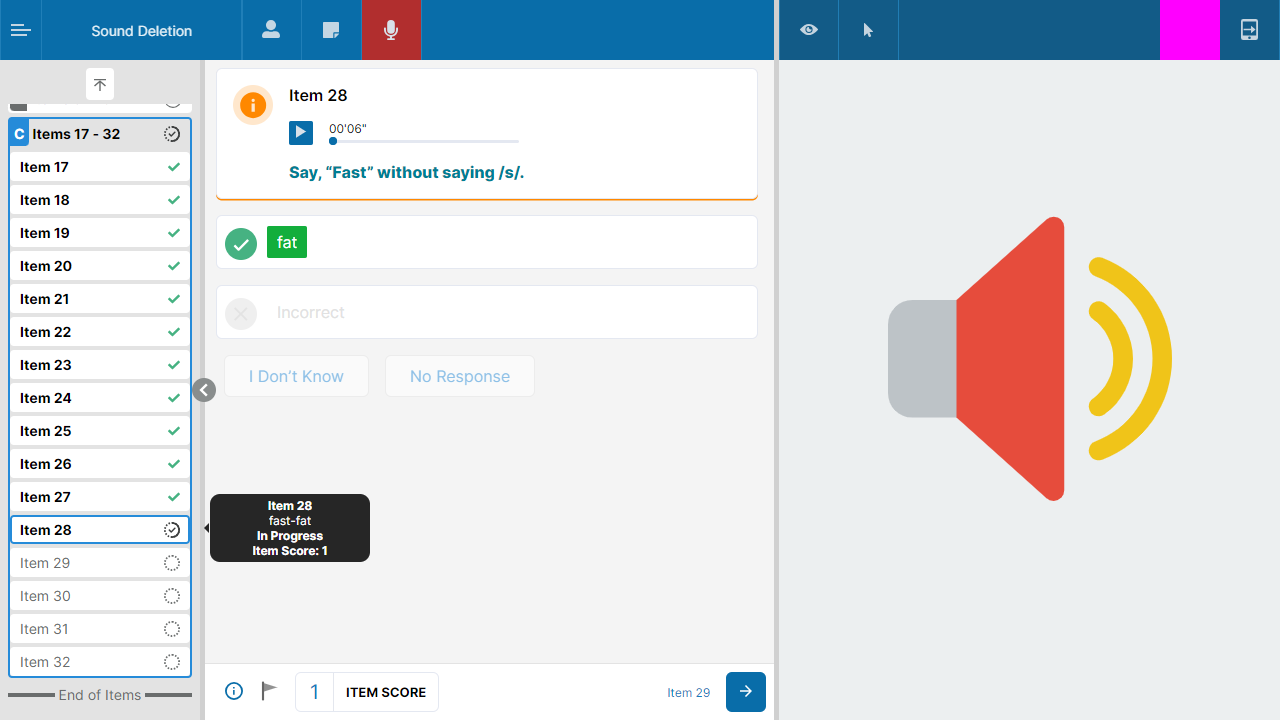 Sound Deletion
C Items 17 - 32
Item 17
Item 18
Item 19
Item 20
Item 21
Item 22
Item 23
Item 24
Item 25
Item 26
Item 27
Item 28
Item 29
Item 30
Item 31
Item 32
End of Items
Item 28
00'06"
Say, “Fast” without saying /s/.
fat
Incorrect
I Don’t Know
No Response
Item 28
fast-fat
In Progress
Item Score: 1
1 ITEM SCORE
Item 29